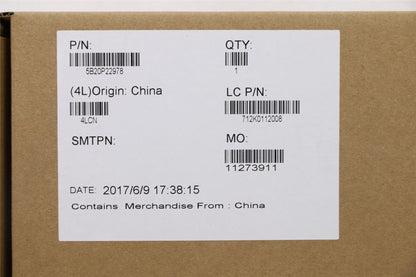 P/N: QTY:
5B20P22978 1
(4L)Origin: China LC P/N:
4LCN 712K0112008
SMTPN: MO:
11273911
DATE: 2017/6/9 17:38:15
Contains Merchandise From : China